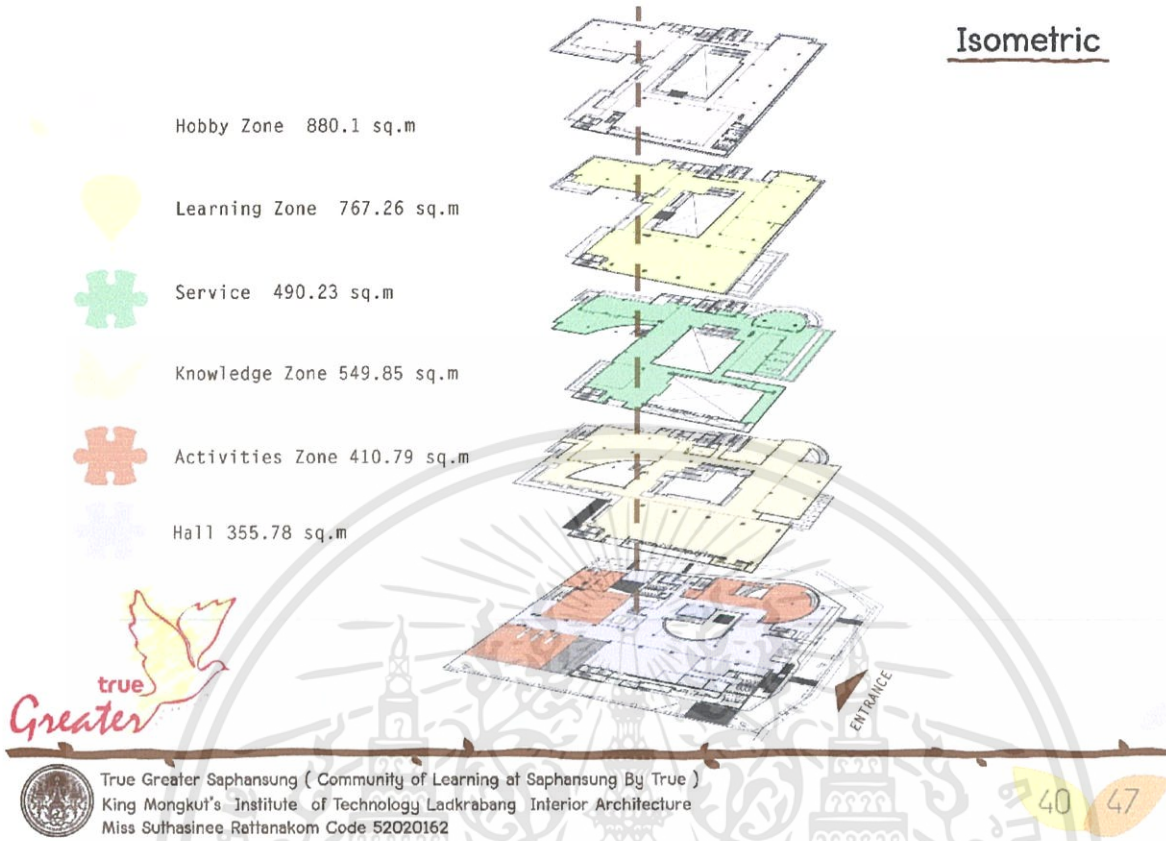 Isometric
Hobby Zone 880.1 sq.m
Learning Zone 767.26 sq.m
Service 490.23 sq.m
Knowledge Zone 549.85 sq.m
Activities Zone 410.79 sq.m
Hall 355.78 sq.m
ENTRANCE
true
Greater
True Greater Saphansung ( Community of Learning at Saphansung By True )
King Mongkut's Institute of Technology Ladkrabang Interior Architecture
Miss Suthasinee Rattanakom Code 52020162
40 47